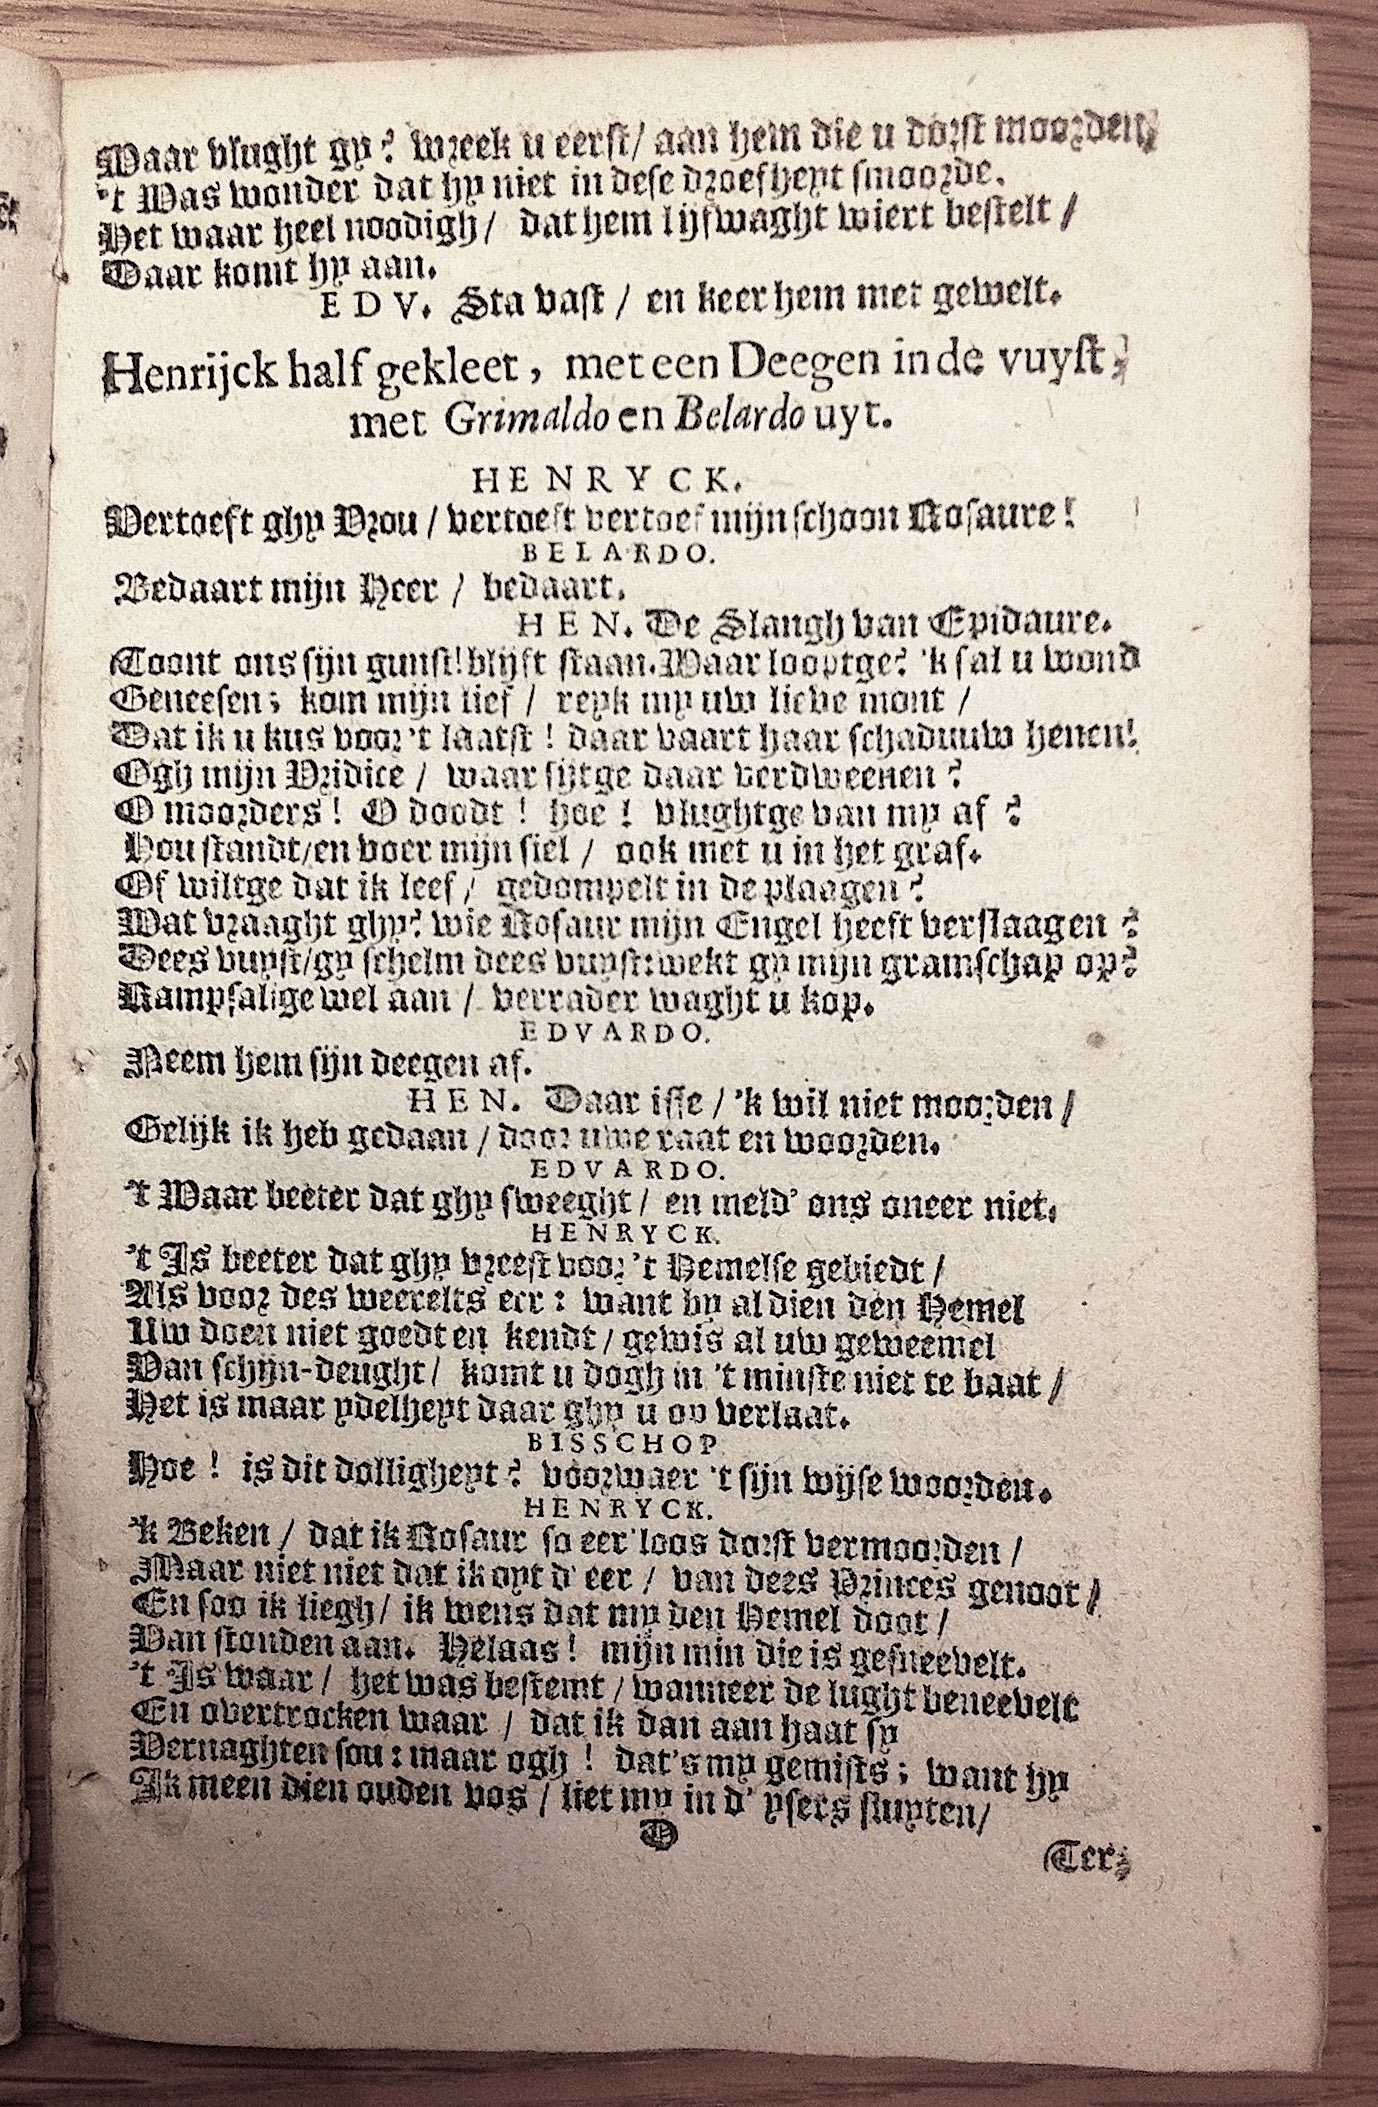 Waar vlught gy? wreek u eerst/ aan hem die u dorst moorden,
't Was wonder dat hy niet in dese droefheyt smoorde.
Het waar heel noodigh/ dat hem lijfwaght wiert bestelt/
Daar komt hy aan.
EDV. Sta vast/ en keer hem met gewelt.
Henrijck half gekleet, met een Deegen in de vuyst,
met Grimaldo en Belardo uyt.
HENRYCK.
Vertoeft ghy Vrou/ vertoeft vertoef mijn schoon Rosaure!
BELARDO.
Bedaart mijn Heer/ bedaart.
HEN. De Slangh van Epidaure.
Toont ons sijn gunst! blijft staan. Waar looptge? 'k sal u wond
Geneesen; kom mijn lief/ reyk my uw lieve mont/
Dat ik u kus voor 't laatst! daar vaart haar schaduuw henen!
Ogh mijn Vridice/ waar sijtge daar verdweenen?
O moorders! O doodt! hoe! vlughtge van my af?
Hou standt/ en voer mijn siel/ ook met u in het graf.
Of wiltge dat ik leef/ gedompelt in de plaagen?
Wat vraaght ghy? wie Rosaur mijn Engel heeft verslaagen?
Dees vuyst/ gy schelm dees vuyst: wekt gy mijn gramschap op?
Rampsalige wel aan/ verrader waght u kop.
EDVARDO.
Neem hem sijn deegen af.
HEN. Daar isse/ 'k wil niet moorden/
Gelijk ik heb gedaan/ door uwe raat en woorden.
EDVARDO.
't Waar beeter dat ghy sweeght/ en meld' ons oneer niet.
HENRYCK.
't Is beeter dat ghy vreest voor 't Hemelse gebiedt/
Als voor des weerelts eer: want by aldien den Hemel
Uw doen niet goedt en kendt/ gewis al uw geweemel
Van schijn-deught/ komt u dogh in 't minste niet te baat/
Het is maar ydelheyt daar ghy u op verlaat.
BISSCHOP
Hoe! is dit dolligheyt? voorwaer 't sijn wijse woorden.
HENRYCK.
'k Beken/ dat ik Rosaur so eer'loos dorst vermoorden/
Maar niet niet dat ik oyt d'eer/ van dees Princes genoot/
En soo ik liegh/ ik wens dat my den Hemel doot/
Van stonden aan. Helaas! mijn min die is gesneevelt.
't Is waar/ het was bestemt/ wanneer de lught beneevelt
En overtrocken waar/ dat ik dan aan haat sy
Vernaghten sou: maar ogh! dat's my gemists; want hy
Ik meen dien ouden vos/ liet my in d' ysers sluyten/
D
Ter-